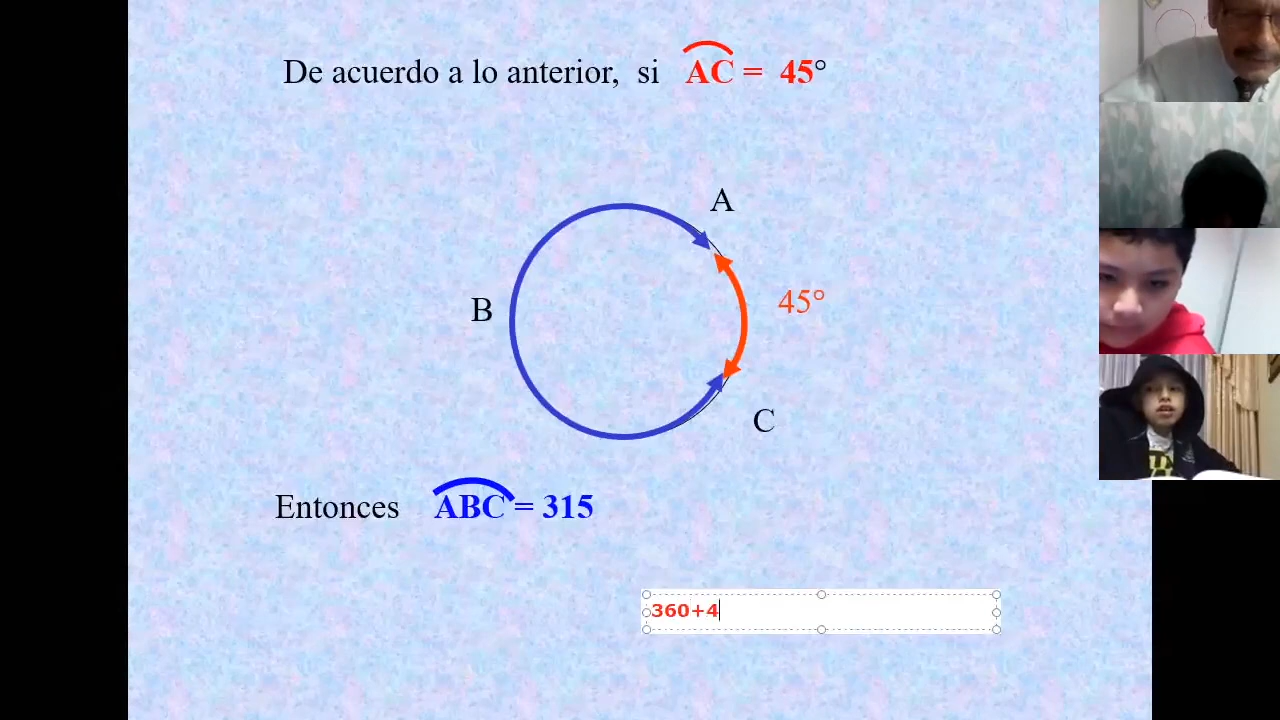 De acuerdo a lo anterior, si AC = 45°
A
B
45°
C
Entonces ABC = 315
360+4